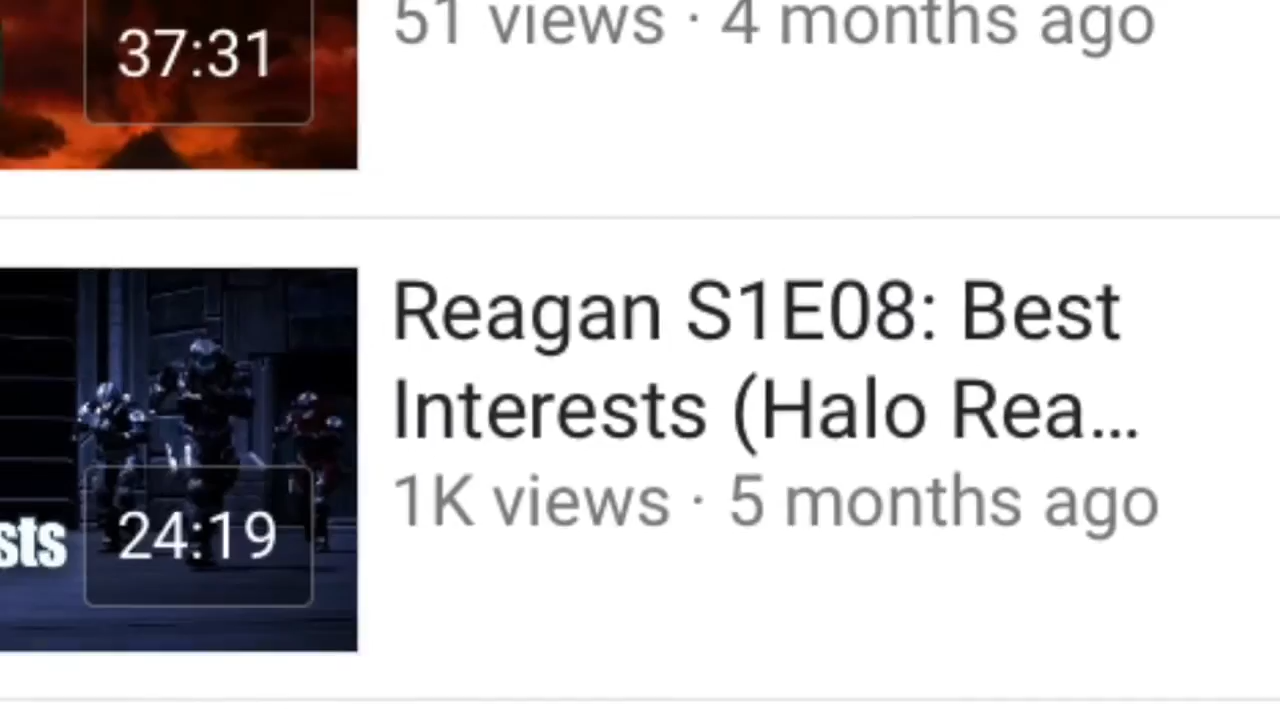 51 views · 4 months ago
37:31
Reagan S1E08: Best
Interests (Halo Rea...
1K views · 5 months ago
sts
24:19